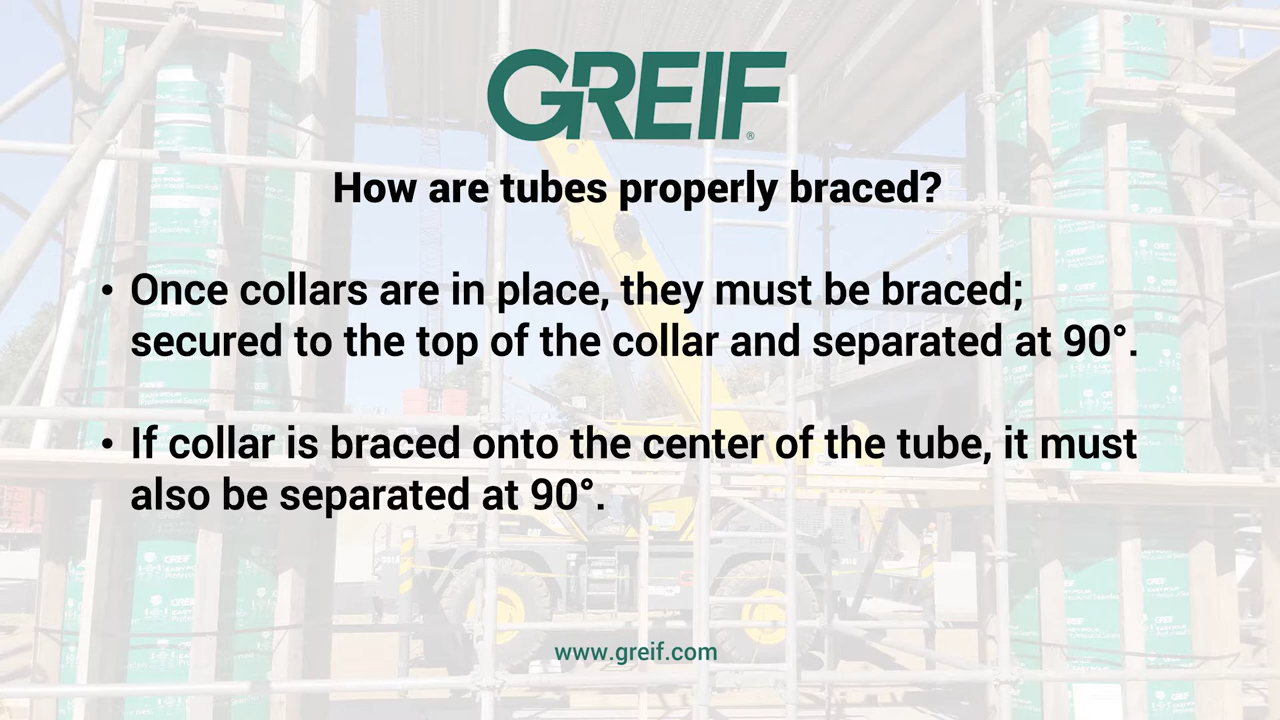 GREIF®
How are tubes properly braced?
• Once collars are in place, they must be braced;
secured to the top of the collar and separated at 90°.
• If collar is braced onto the center of the tube, it must
also be separated at 90°.
www.greif.com